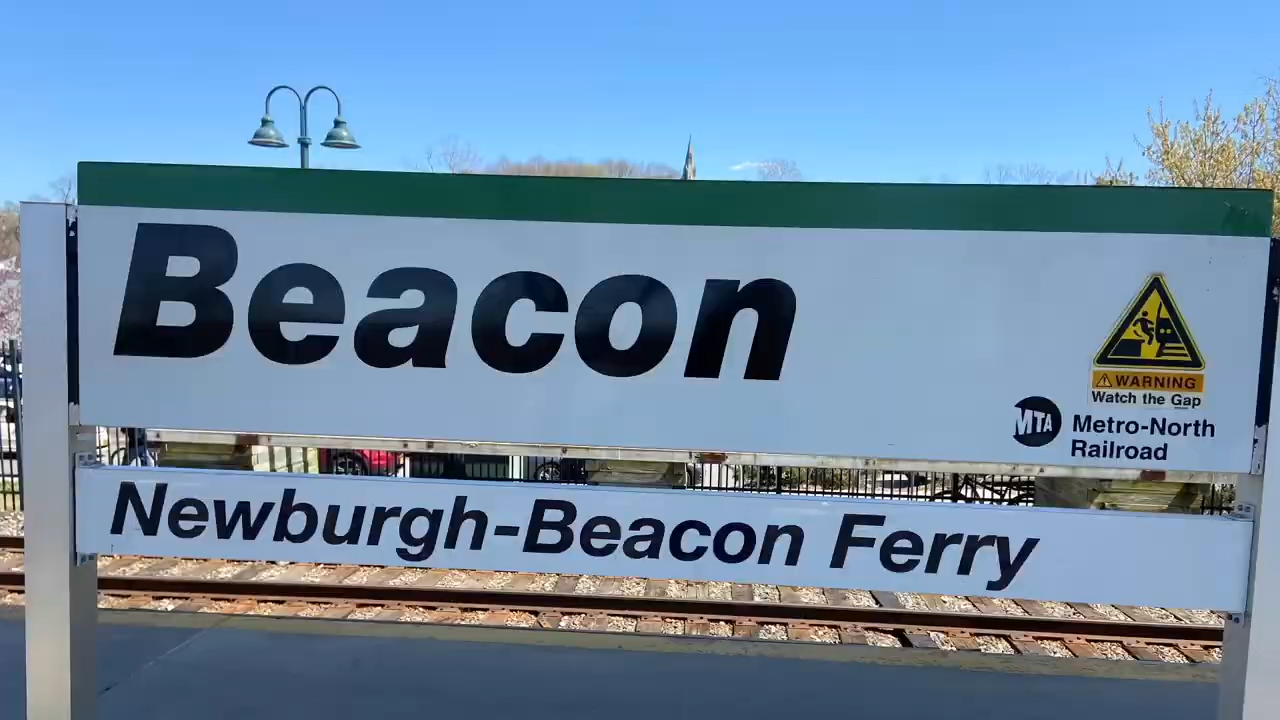 Beacon
WARNING
Watch the Gap
MTA
Metro-North
Railroad
Newburgh-Beacon Ferry